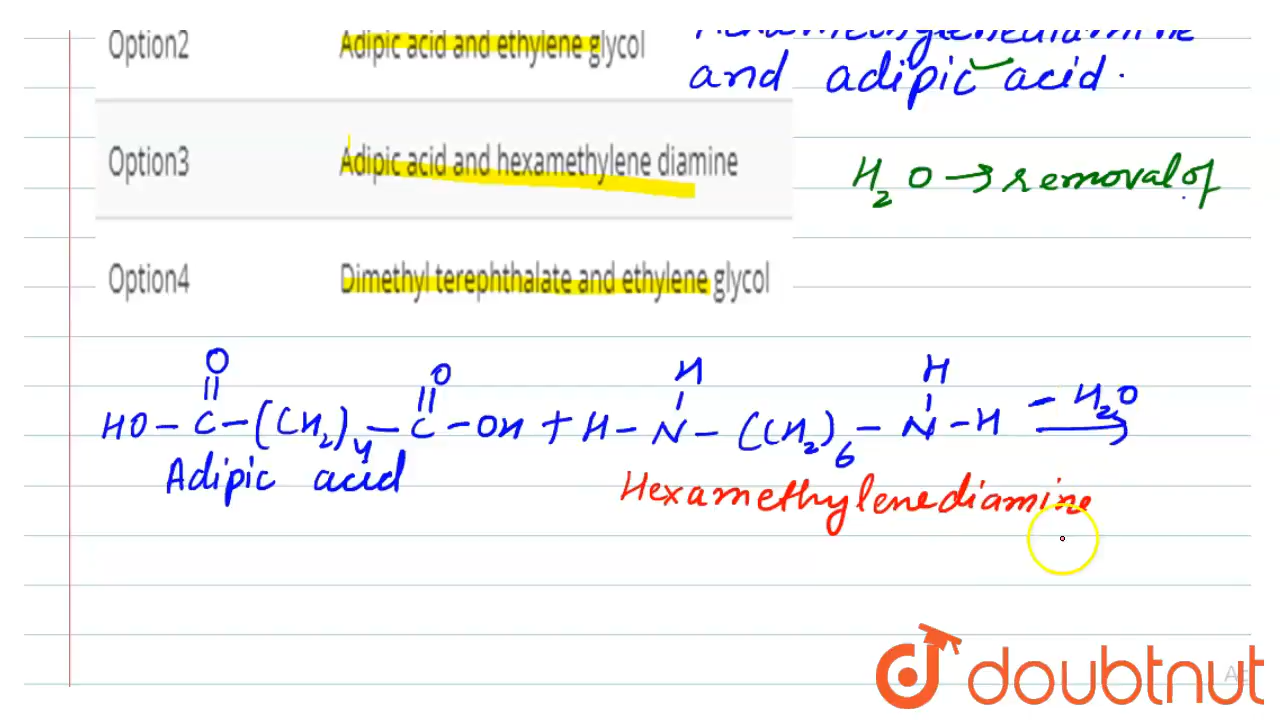 Option2 Adipic acid and ethylene glycol
Hexamethylenediamine
and adipic acid.
Option3 Adipic acid and hexamethylene diamine
H2O → removal of
Option4 Dimethyl terephthalate and ethylene glycol
O O H H
|| || | |
HO – C – (CH2)4 – C – OH + H – N – (CH2)6 – N – H – H2O →
Adipic acid Hexamethylenediamine
doubtnut